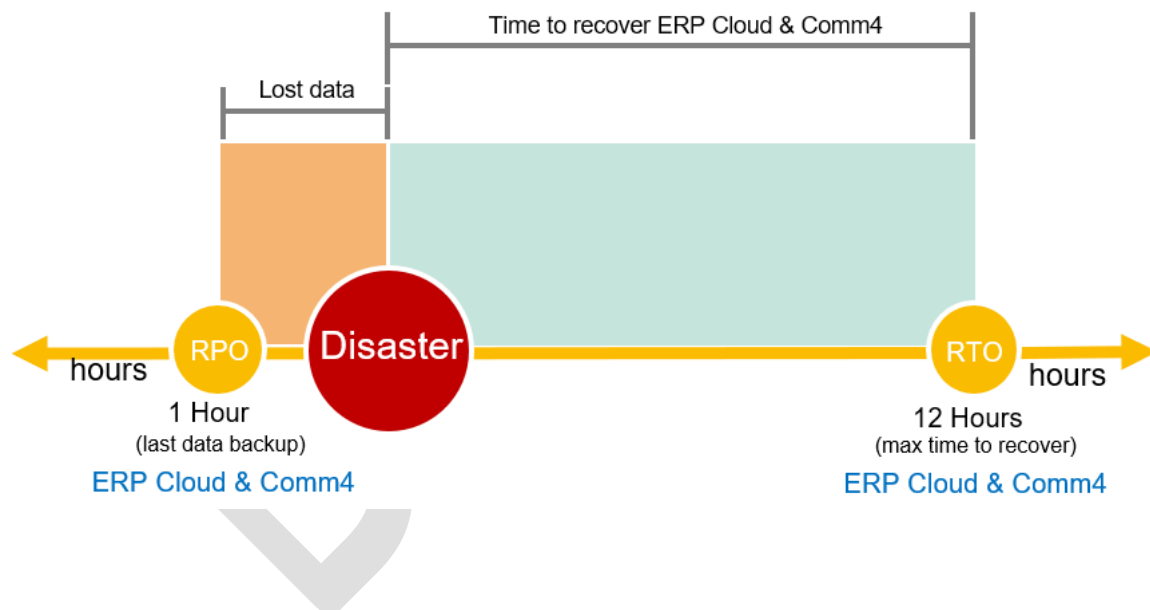 Time to recover ERP Cloud & Comm4
Lost data
RPO
Disaster
RTO
hours
hours
1 Hour
(last data backup)
ERP Cloud & Comm4
12 Hours
(max time to recover)
ERP Cloud & Comm4